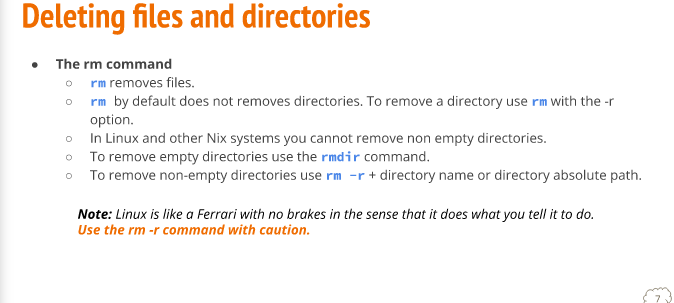 Deleting files and directories
● The rm command
○ rm removes files.
○ rm by default does not removes directories. To remove a directory use rm with the -r
option.
○ In Linux and other Nix systems you cannot remove non empty directories.
○ To remove empty directories use the rmdir command.
○ To remove non-empty directories use rm -r + directory name or directory absolute path.
Note: Linux is like a Ferrari with no brakes in the sense that it does what you tell it to do.
Use the rm -r command with caution.
7